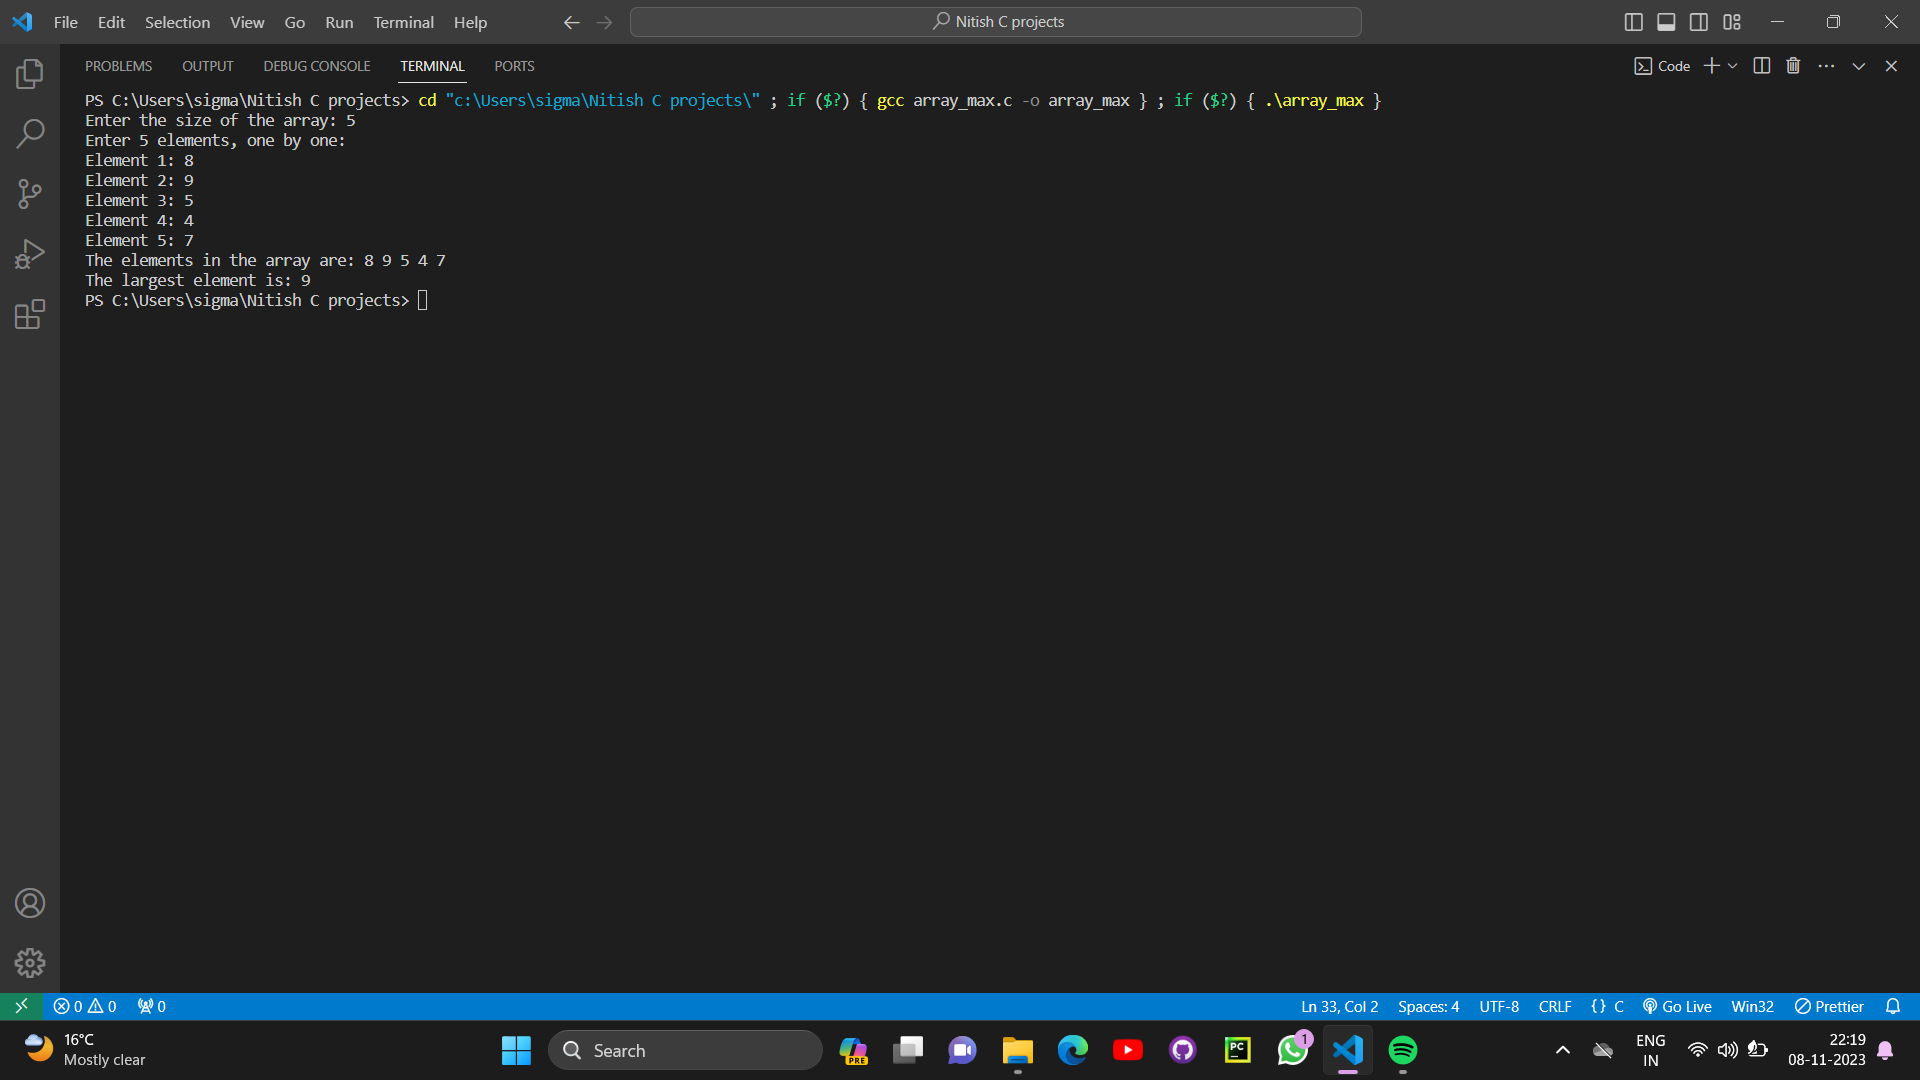 File Edit Selection View Go Run Terminal Help Nitish C projects
PROBLEMS OUTPUT DEBUG CONSOLE TERMINAL PORTS Code
PS C:\Users\sigma\Nitish C projects> cd "c:\Users\sigma\Nitish C projects\" ; if ($?) { gcc array_max.c -o array_max } ; if ($?) { .\array_max }
Enter the size of the array: 5
Enter 5 elements, one by one:
Element 1: 8
Element 2: 9
Element 3: 5
Element 4: 4
Element 5: 7
The elements in the array are: 8 9 5 4 7
The largest element is: 9
PS C:\Users\sigma\Nitish C projects>
0 0 0 Ln 33, Col 2 Spaces: 4 UTF-8 CRLF {} C Go Live Win32 Prettier
16°C
Mostly clear
Search
PRE
PC
1
ENG
IN
22:19
08-11-2023